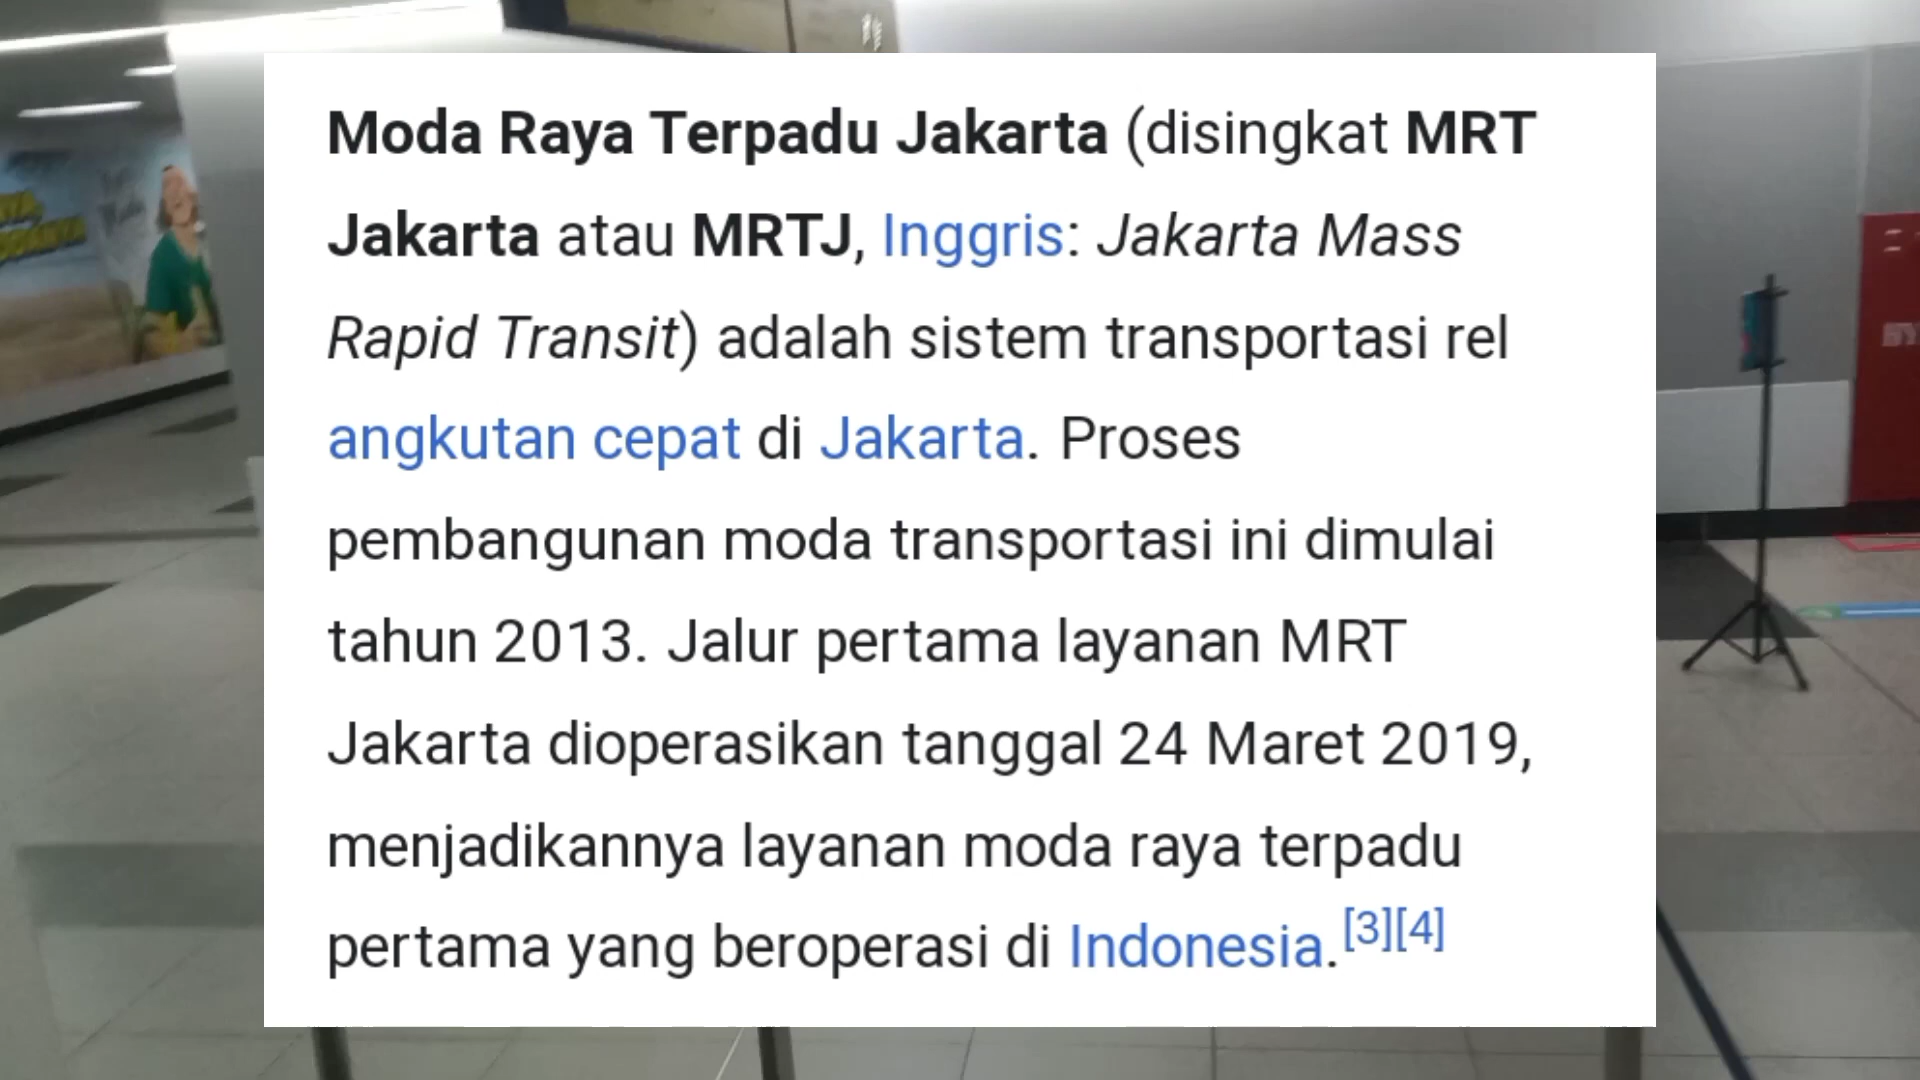 Moda Raya Terpadu Jakarta (disingkat MRT
Jakarta atau MRTJ, Inggris: Jakarta Mass
Rapid Transit) adalah sistem transportasi rel
angkutan cepat di Jakarta. Proses
pembangunan moda transportasi ini dimulai
tahun 2013. Jalur pertama layanan MRT
Jakarta dioperasikan tanggal 24 Maret 2019,
menjadikannya layanan moda raya terpadu
pertama yang beroperasi di Indonesia.[3][4]